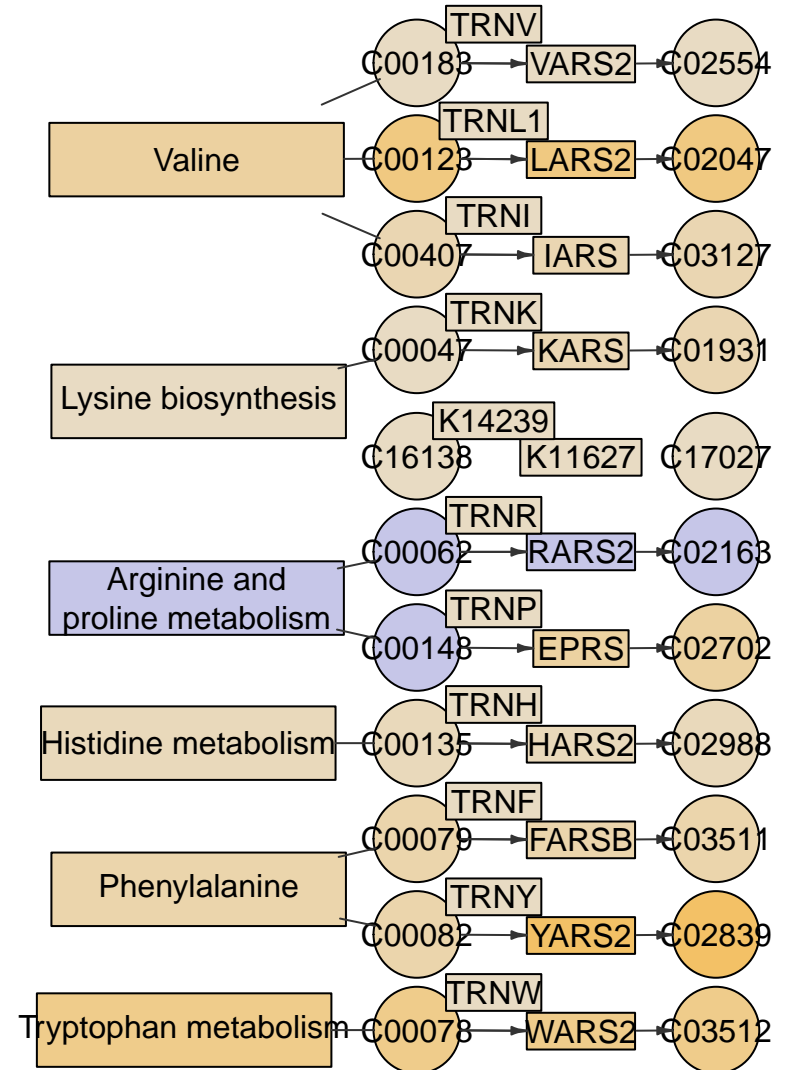 TRNV
C00183
VARS2
C02554
TRNL1
Valine
C00123
LARS2
C02047
TRNI
C00407
IARS
C03127
TRNK
C00047
KARS
C01931
Lysine biosynthesis
K14239
C16138
K11627
C17027
TRNR
C00062
RARS2
C02163
Arginine and
proline metabolism
TRNP
C00148
EPRS
C02702
TRNH
Histidine metabolism
C00135
HARS2
C02988
TRNF
C00079
FARSB
C03511
Phenylalanine
TRNY
C00082
YARS2
C02839
TRNW
Tryptophan metabolism
C00078
WARS2
C03512